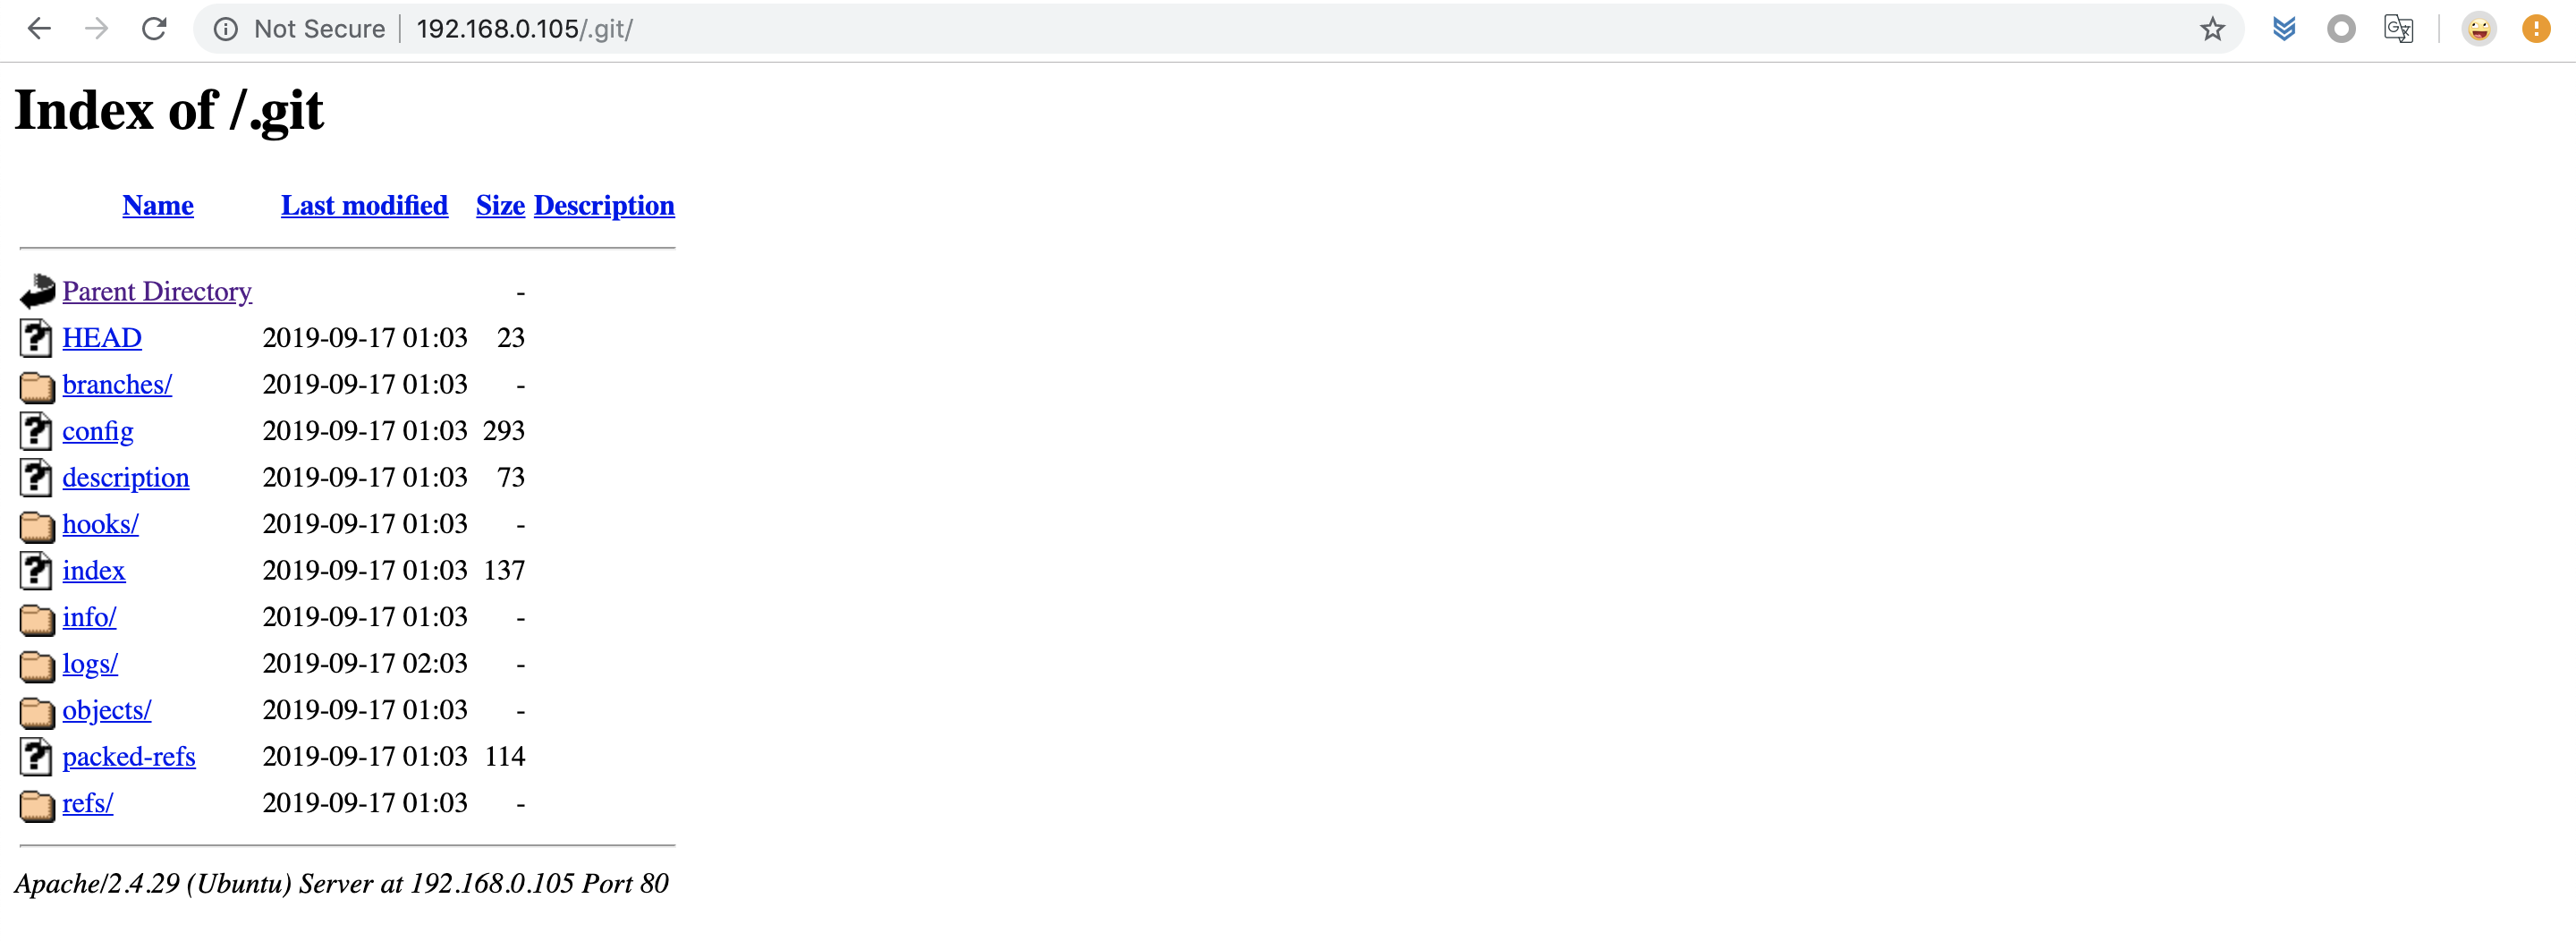 Not Secure | 192.168.0.105/.git/
Index of /.git
Name Last modified Size Description
Parent Directory -
HEAD 2019-09-17 01:03 23
branches/ 2019-09-17 01:03 -
config 2019-09-17 01:03 293
description 2019-09-17 01:03 73
hooks/ 2019-09-17 01:03 -
index 2019-09-17 01:03 137
info/ 2019-09-17 01:03 -
logs/ 2019-09-17 02:03 -
objects/ 2019-09-17 01:03 -
packed-refs 2019-09-17 01:03 114
refs/ 2019-09-17 01:03 -
Apache/2.4.29 (Ubuntu) Server at 192.168.0.105 Port 80